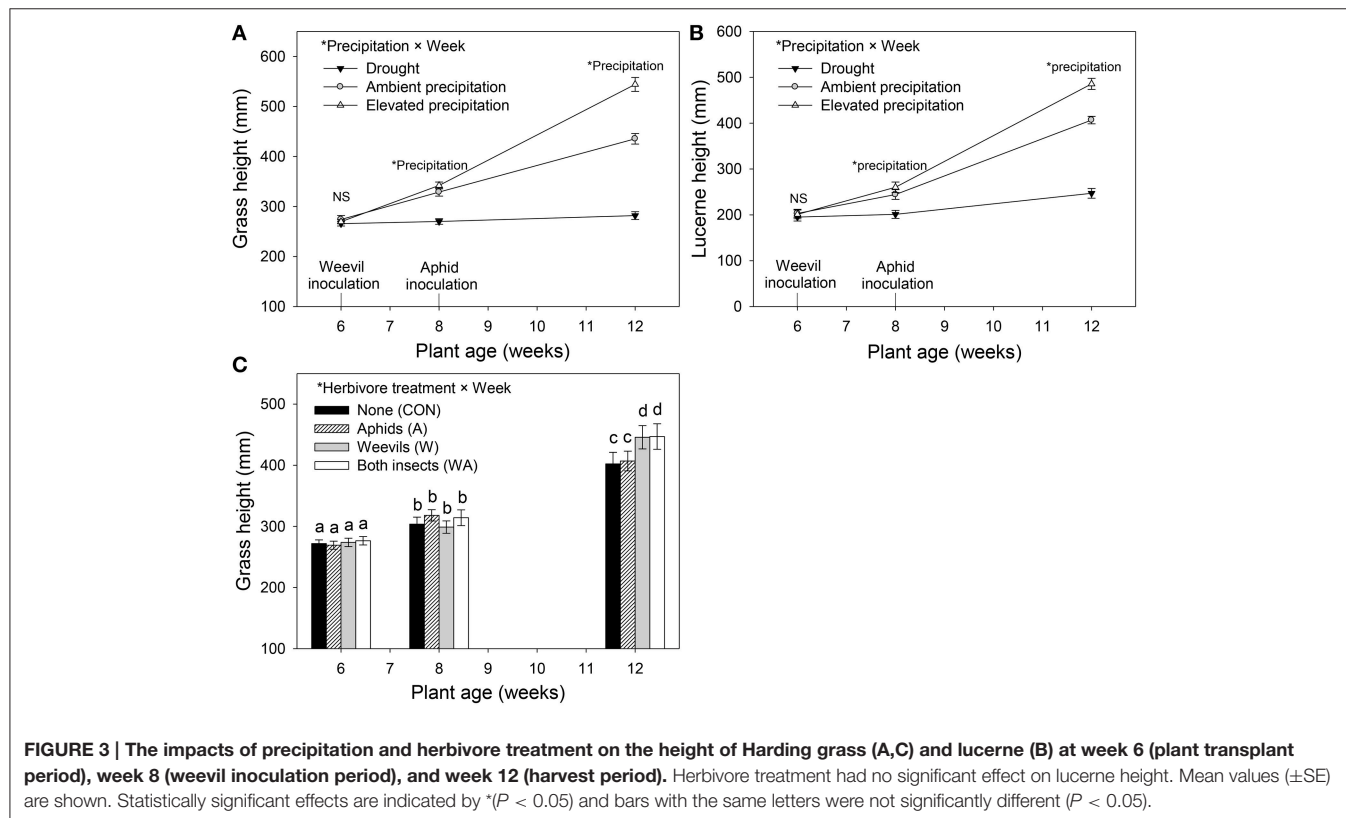 A
*Precipitation × Week
Drought
Ambient precipitation
Elevated precipitation
*Precipitation
*Precipitation
NS
Weevil
inoculation
Aphid
inoculation
Grass height (mm)
600
500
400
300
200
100
6 7 8 9 10 11 12
Plant age (weeks)
B
*Precipitation × Week
Drought
Ambient precipitation
Elevated precipitation
*precipitation
*precipitation
NS
Weevil
inoculation
Aphid
inoculation
Lucerne height (mm)
600
500
400
300
200
100
0
6 7 8 9 10 11 12
Plant age (weeks)
C
*Herbivore treatment × Week
None (CON)
Aphids (A)
Weevils (W)
Both insects (WA)
a a a a
b b b b
c c d d
Grass height (mm)
500
400
300
200
100
6 7 8 9 10 11 12
Plant age (weeks)
FIGURE 3 | The impacts of precipitation and herbivore treatment on the height of Harding grass (A,C) and lucerne (B) at week 6 (plant transplant
period), week 8 (weevil inoculation period), and week 12 (harvest period). Herbivore treatment had no significant effect on lucerne height. Mean values (±SE)
are shown. Statistically significant effects are indicated by *(P < 0.05) and bars with the same letters were not significantly different (P < 0.05).